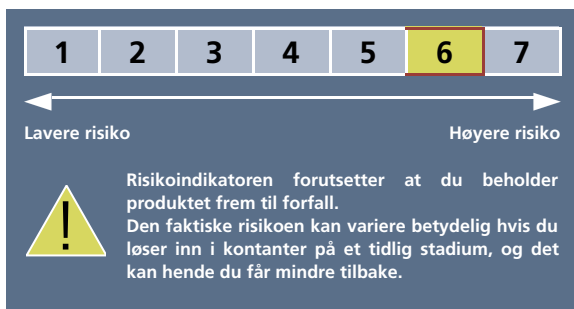 1 2 3 4 5 6 7
Lavere risiko Høyere risiko
Risikoindikatoren forutsetter at du beholder
produktet frem til forfall.
Den faktiske risikoen kan variere betydelig hvis du
løser inn i kontanter på et tidlig stadium, og det
kan hende du får mindre tilbake.
!